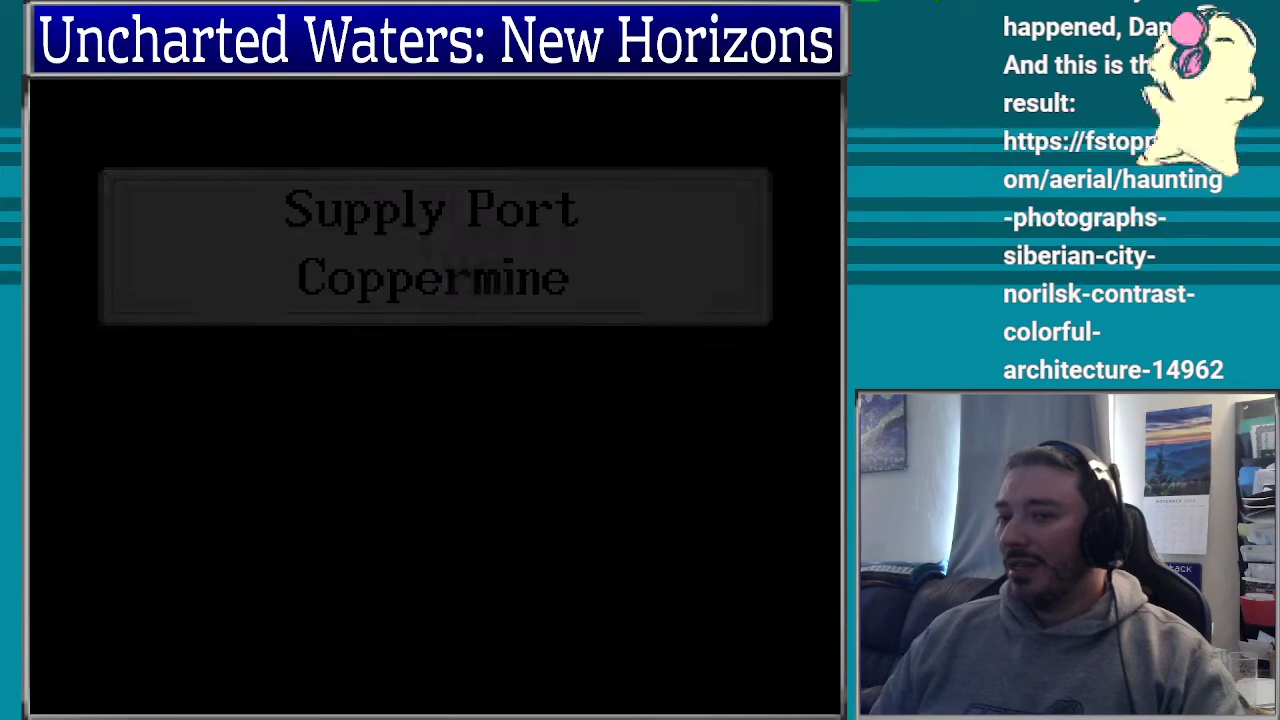 Uncharted Waters: New Horizons
Supply Port
Coppermine
happened, Dan
And this is th
result:
https://fstopp
om/aerial/haunting
-photographs-
siberian-city-
norilsk-contrast-
colorful-
architecture-14962
NOVEMBER